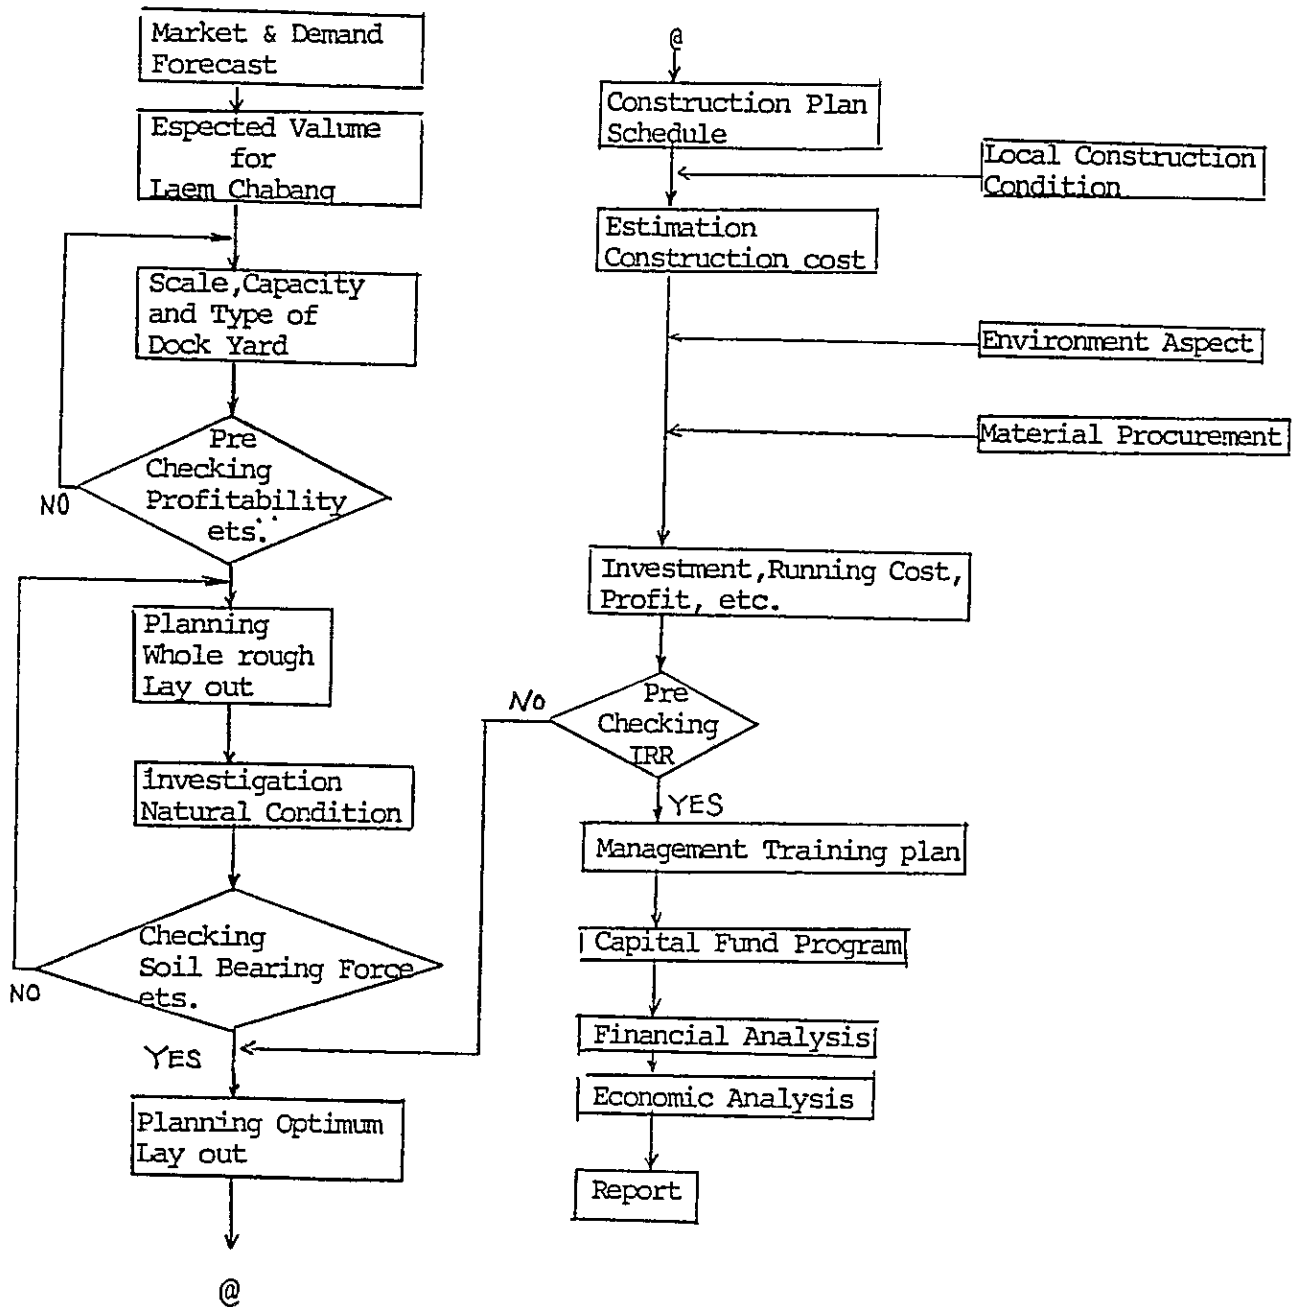 Market & Demand
Forecast
Espected Valume
for
Laem Chabang
Scale,Capacity
and Type of
Dock Yard
Pre
Checking
Profitability
ets.
NO
Planning
Whole rough
Lay out
investigation
Natural Condition
Checking
Soil Bearing Force
ets.
NO
YES
Planning Optimum
Lay out
@
@
Construction Plan
Schedule
Local Construction
Condition
Estimation
Construction cost
Environment Aspect
Material Procurement
Investment,Running Cost,
Profit, etc.
Pre
Checking
IRR
NO
YES
Management Training plan
Capital Fund Program
Financial Analysis
Economic Analysis
Report